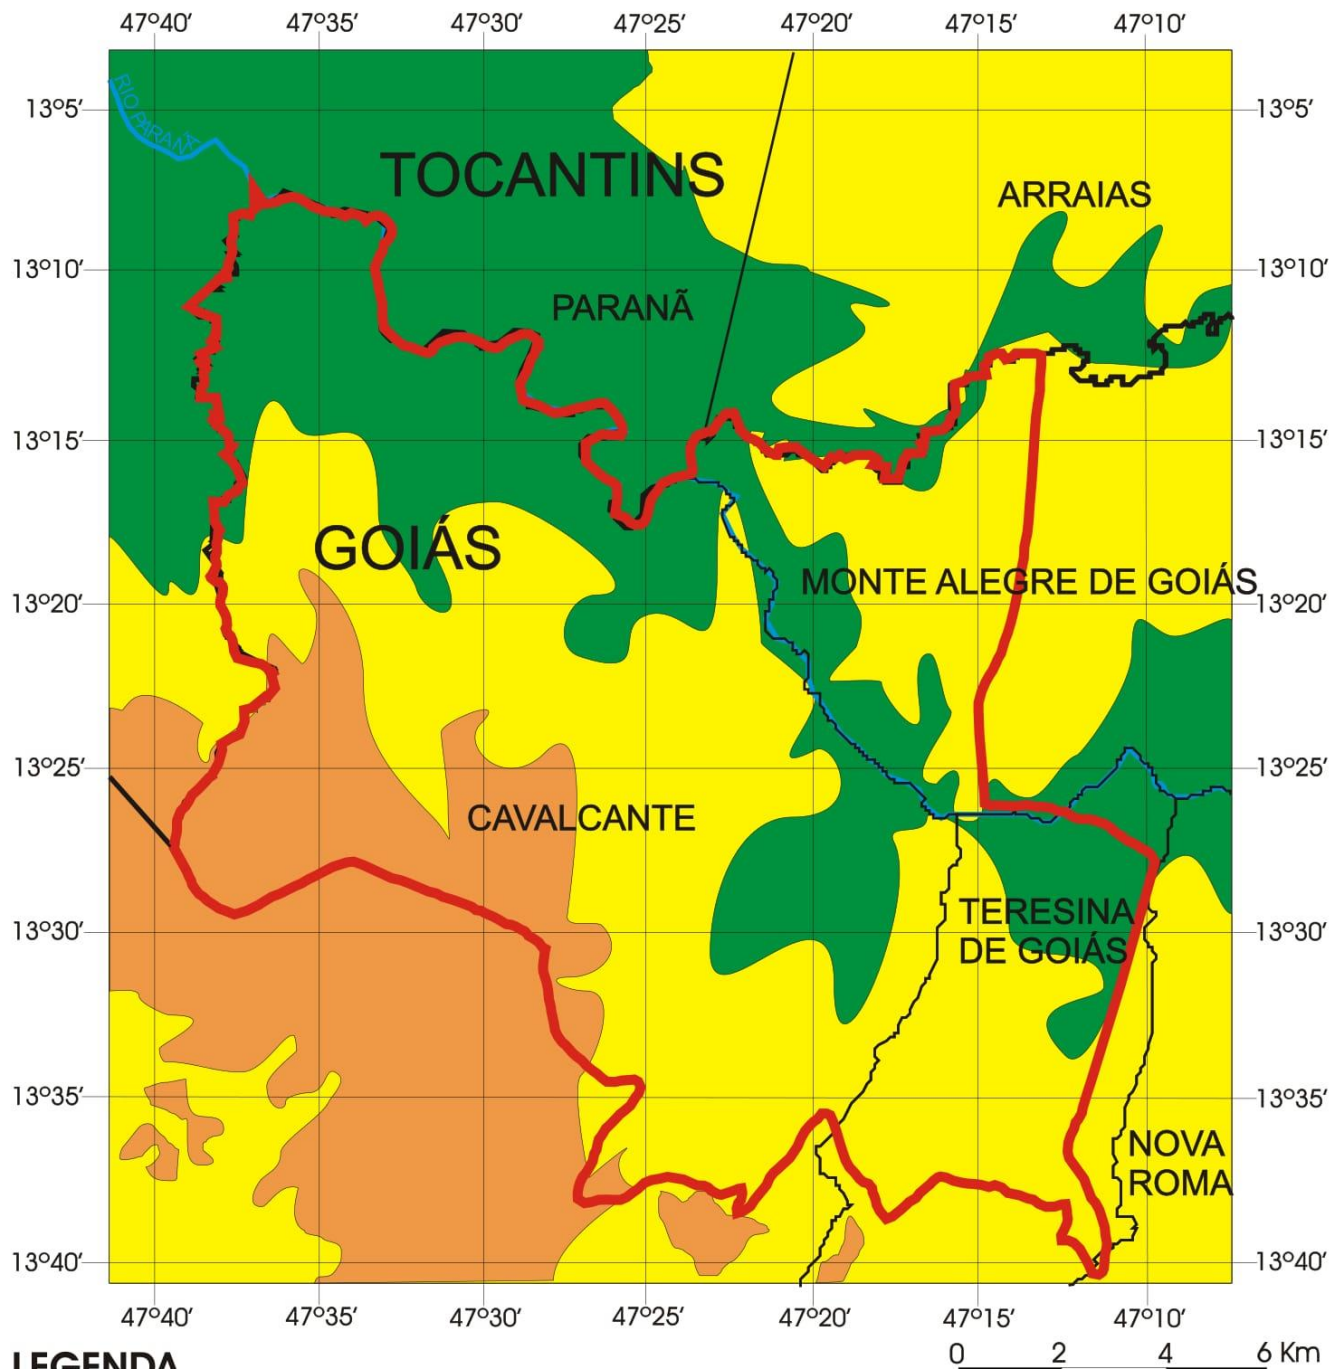 47°40′ 47°35′ 47°30′ 47°25′ 47°20′ 47°15′ 47°10′
RIO PARANÃ
13°5′ 13°5′
TOCANTINS
ARRAIAS
13°10′ 13°10′
PARANÃ
13°15′ 13°15′
GOIÁS
MONTE ALEGRE DE GOIÁS
13°20′ 13°20′
13°25′ 13°25′
CAVALCANTE
TERESINA
DE GOIÁS
13°30′ 13°30′
13°35′ 13°35′
NOVA
ROMA
13°40′ 13°40′
47°40′ 47°35′ 47°30′ 47°25′ 47°20′ 47°15′ 47°10′
0 2 4 6 Km
LEGENDA